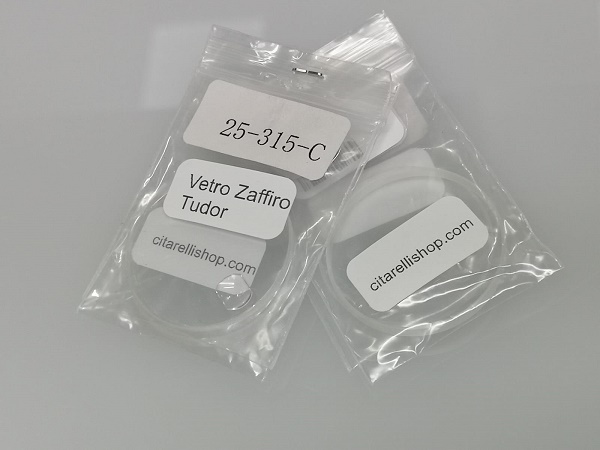 25-315-C
Vetro Zaffiro
Tudor
citarellishop.com
citarellishop.com